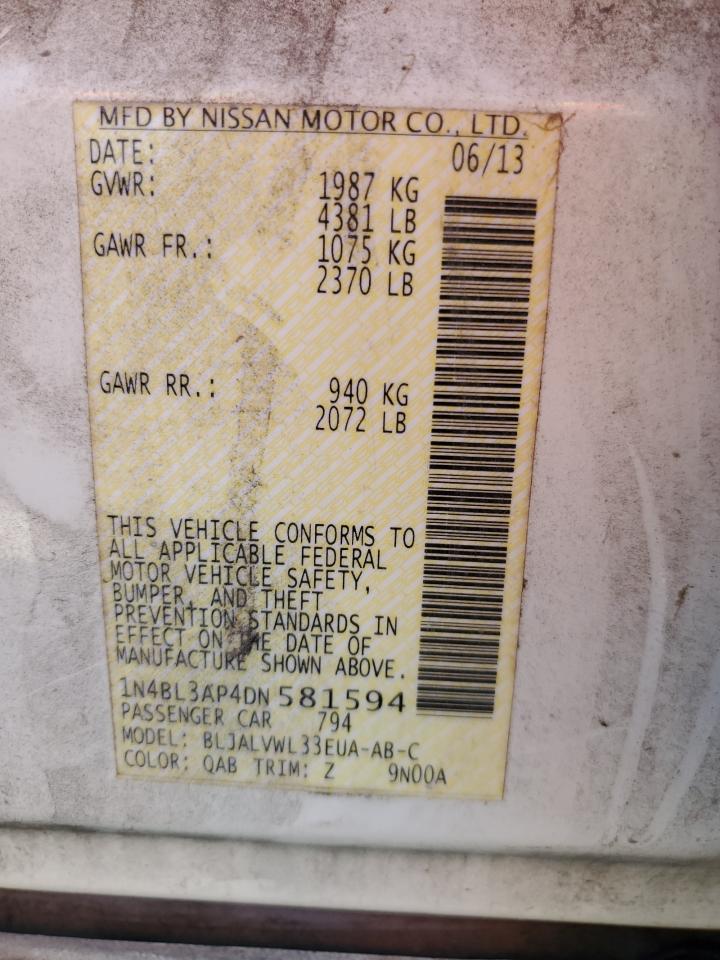 MFD BY NISSAN MOTOR CO., LTD.
DATE: 06/13
GVWR: 1987 KG
4381 LB
GAWR FR.: 1075 KG
2370 LB
GAWR RR.: 940 KG
2072 LB
THIS VEHICLE CONFORMS TO
ALL APPLICABLE FEDERAL
MOTOR VEHICLE SAFETY,
BUMPER, AND THEFT
PREVENTION STANDARDS IN
EFFECT ON THE DATE OF
MANUFACTURE SHOWN ABOVE.
1N4BL3AP4DN581594
PASSENGER CAR 794
MODEL: BLJALVWL33EUA-AB-C
COLOR: QAB TRIM: Z 9N00A